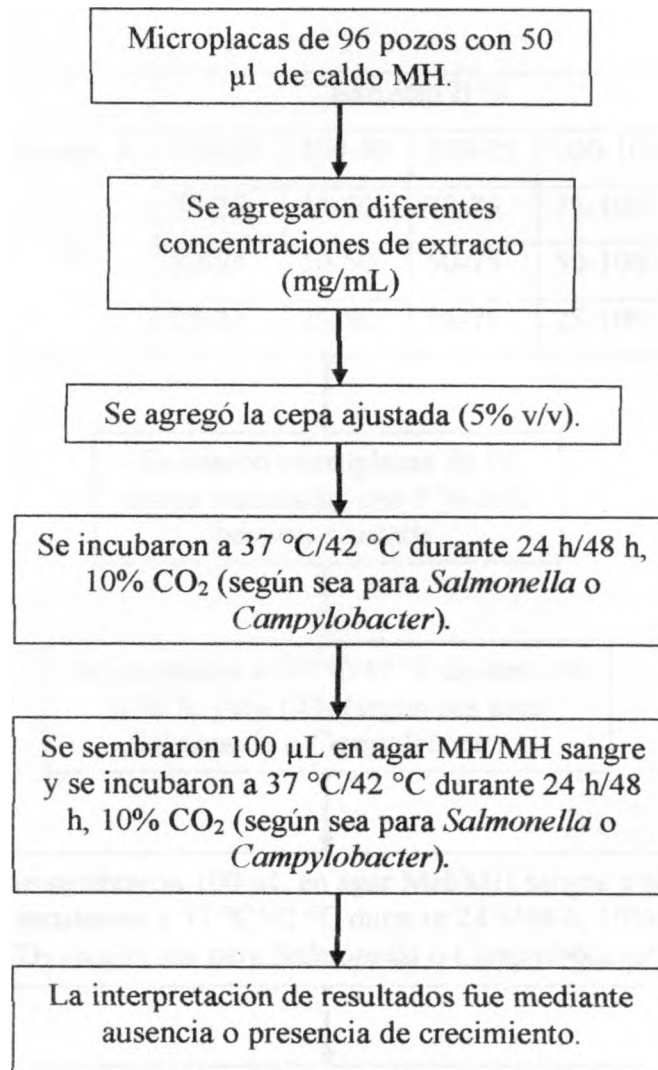 Microplacas de 96 pozos con 50
µl de caldo MH.
Se agregaron diferentes
concentraciones de extracto
(mg/mL)
Se agregó la cepa ajustada (5% v/v).
Se incubaron a 37 °C/42 °C durante 24 h/48 h,
10% CO₂ (según sea para Salmonella o
Campylobacter).
Se sembraron 100 µL en agar MH/MH sangre
y se incubaron a 37 °C/42 °C durante 24 h/48
h, 10% CO₂ (según sea para Salmonella o
Campylobacter).
La interpretación de resultados fue mediante
ausencia o presencia de crecimiento.